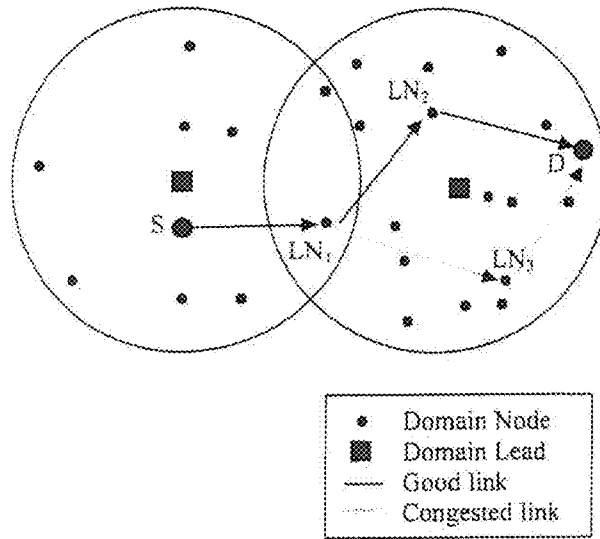 LN₂
D
S
LN₁
LN₃
Domain Node
Domain Lead
Good link
Congested link